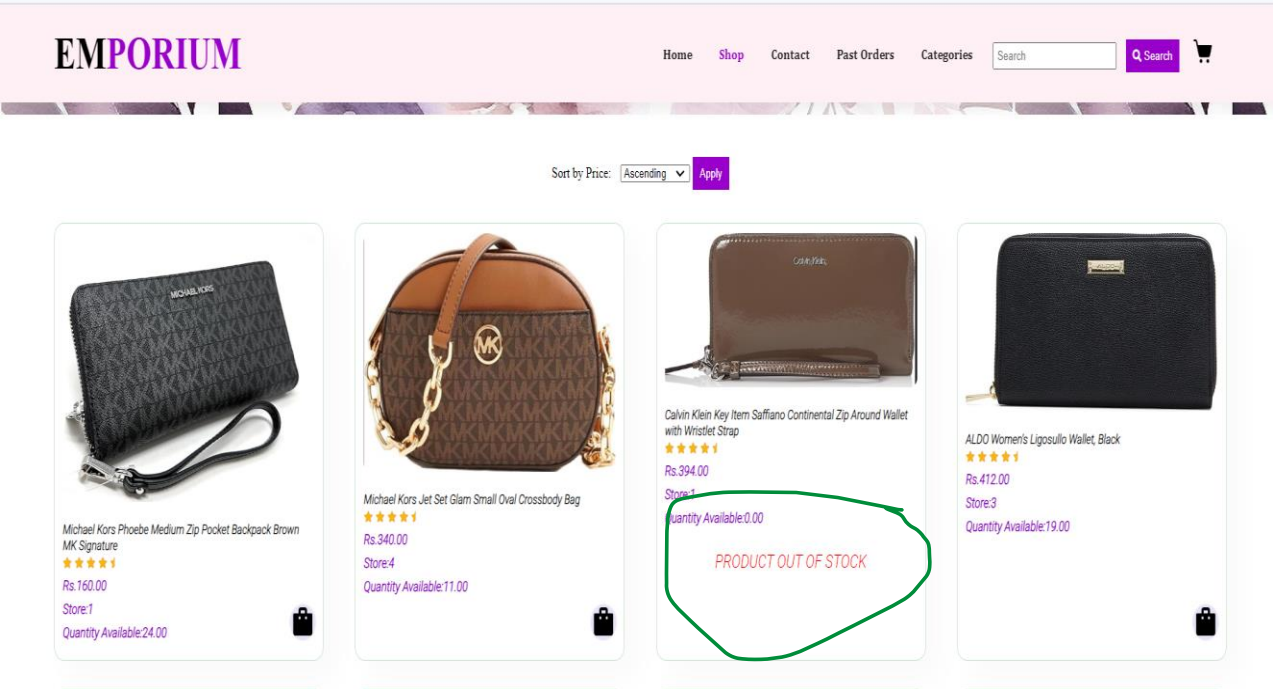 EMPORIUM
Home Shop Contact Past Orders Categories Search Search
Sort by Price: Ascending Apply
MICHAEL KORS
Michael Kors Phoebe Medium Zip Pocket Backpack Brown
MK Signature
Rs.160.00
Store:1
Quantity Available:24.00
MK
Michael Kors Jet Set Glam Small Oval Crossbody Bag
Rs.340.00
Store:4
Quantity Available:11.00
Calvin Klein
Calvin Klein Key Item Saffiano Continental Zip Around Wallet
with Wristlet Strap
Rs.394.00
Store:1
Quantity Available:0.00
PRODUCT OUT OF STOCK
ALDO
ALDO Women's Ligosullo Wallet, Black
Rs.412.00
Store:3
Quantity Available:19.00